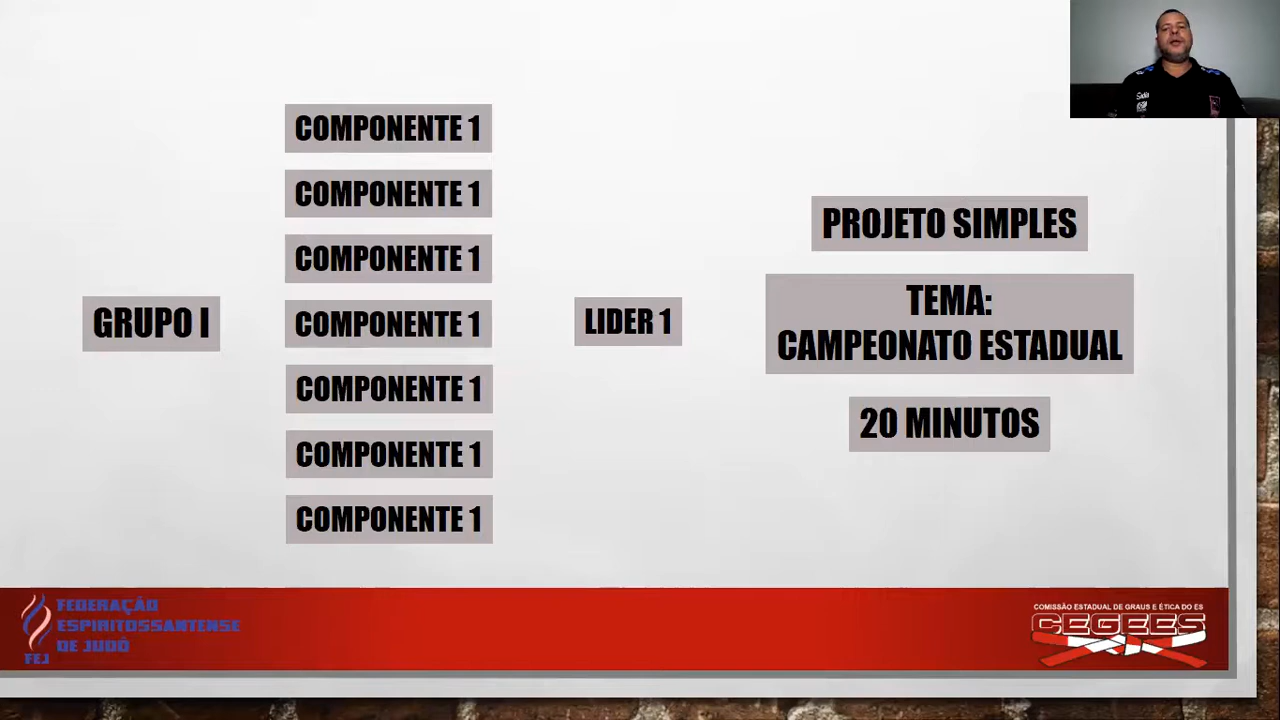 COMPONENTE 1
COMPONENTE 1
COMPONENTE 1
GRUPO I
COMPONENTE 1
COMPONENTE 1
COMPONENTE 1
COMPONENTE 1
LIDER 1
PROJETO SIMPLES
TEMA:
CAMPEONATO ESTADUAL
20 MINUTOS
FEDERAÇÃO
ESPIRITOSSANTENSE
DE JUDÔ
FEJ
COMISSÃO ESTADUAL DE GRAUS E ÉTICA DO ES
CEGEES